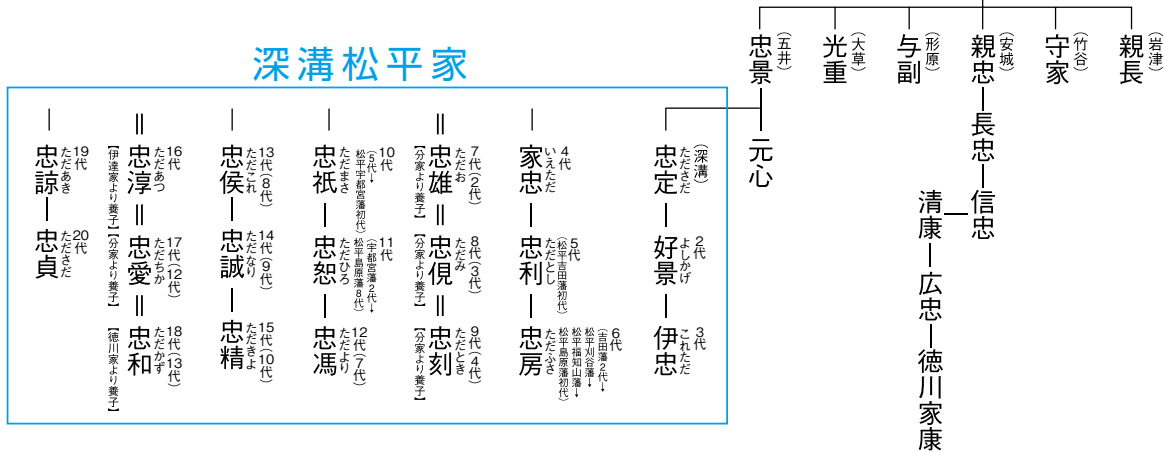 (岩津)
親長
(竹谷)
守家
(安城)
親忠
(形原)
与副
(大草)
光重
(五井)
忠景
長忠
信忠
清康
広忠
徳川家康
元心
深溝松平家
(深溝)
ただささだ
忠定
2代
よしかげ
好景
3代
これただ
伊忠
4代
いえただ
家忠
5代
(松平吉田藩初代)
ただとし
忠利
6代
(吉田藩2代→
松平刈谷藩→
松平福知山藩→
松平島原藩初代)
ただふさ
忠房
7代(2代)
ただお
忠雄
【分家より養子】
8代(3代)
ただみ
忠俔
【分家より養子】
9代(4代)
ただとき
忠刻
【分家より養子】
10代
(5代→
松平宇都宮藩初代)
ただまさ
忠祇
11代
(宇都宮藩2代→
松平島原藩8代)
ただひろ
忠恕
12代(7代)
ただより
忠馮
13代(8代)
ただこれ
忠侯
14代(9代)
ただなり
忠誠
15代(10代)
ただきよ
忠精
16代
ただあつ
忠淳
【伊達家より養子】
17代(12代)
ただちか
忠愛
【分家より養子】
18代(13代)
ただかず
忠和
【徳川家より養子】
19代
ただあき
忠諒
20代
たださだ
忠貞